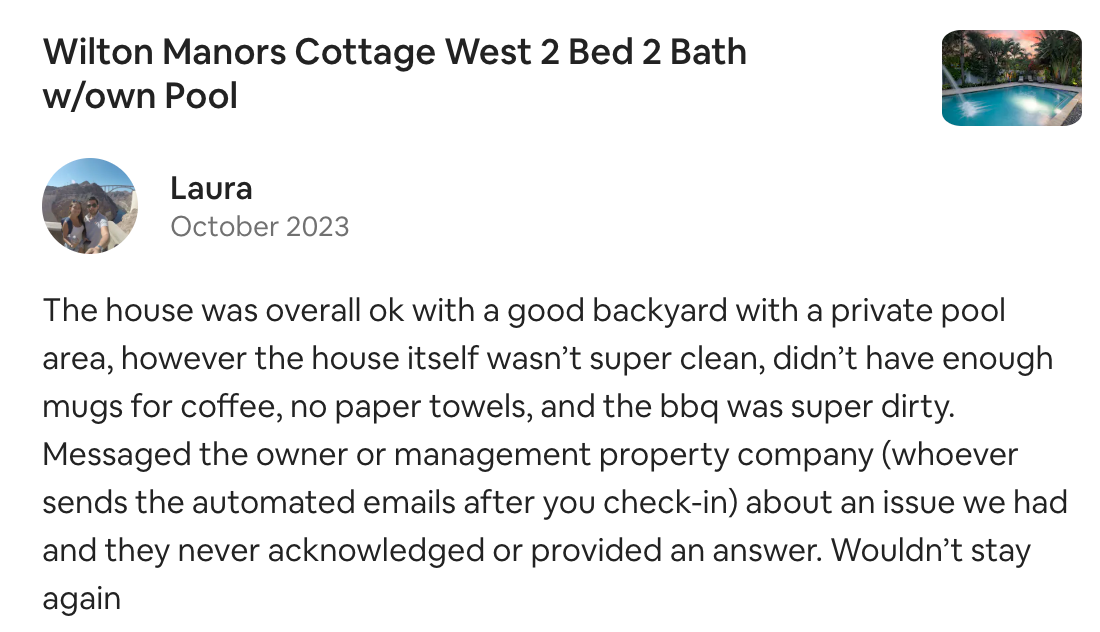 Wilton Manors Cottage West 2 Bed 2 Bath
w/own Pool
Laura
October 2023
The house was overall ok with a good backyard with a private pool
area, however the house itself wasn’t super clean, didn’t have enough
mugs for coffee, no paper towels, and the bbq was super dirty.
Messaged the owner or management property company (whoever
sends the automated emails after you check-in) about an issue we had
and they never acknowledged or provided an answer. Wouldn’t stay
again